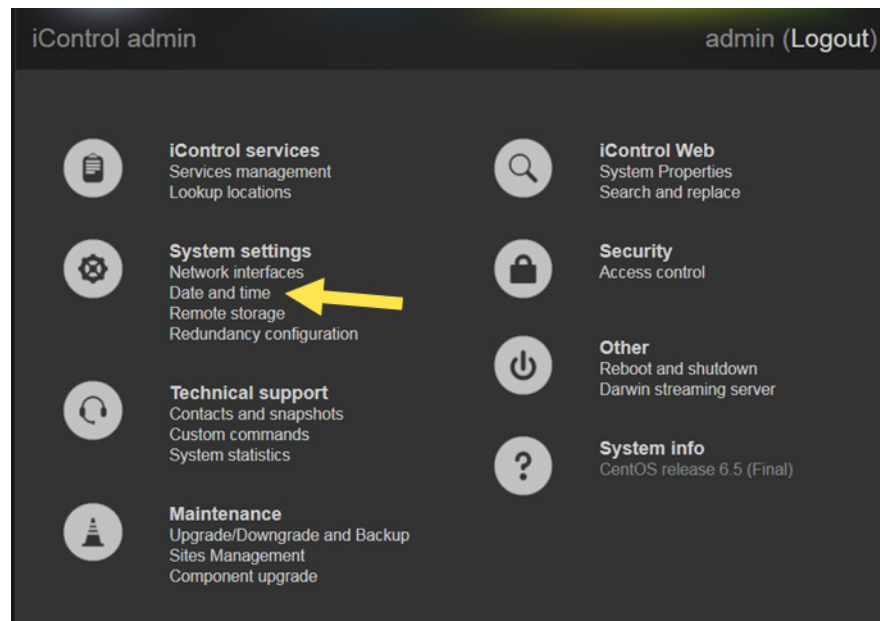 iControl admin
admin (Logout)
iControl services
Services management
Lookup locations
System settings
Network interfaces
Date and time
Remote storage
Redundancy configuration
Technical support
Contacts and snapshots
Custom commands
System statistics
Maintenance
Upgrade/Downgrade and Backup
Sites Management
Component upgrade
iControl Web
System Properties
Search and replace
Security
Access control
Other
Reboot and shutdown
Darwin streaming server
System info
CentOS release 6.5 (Final)